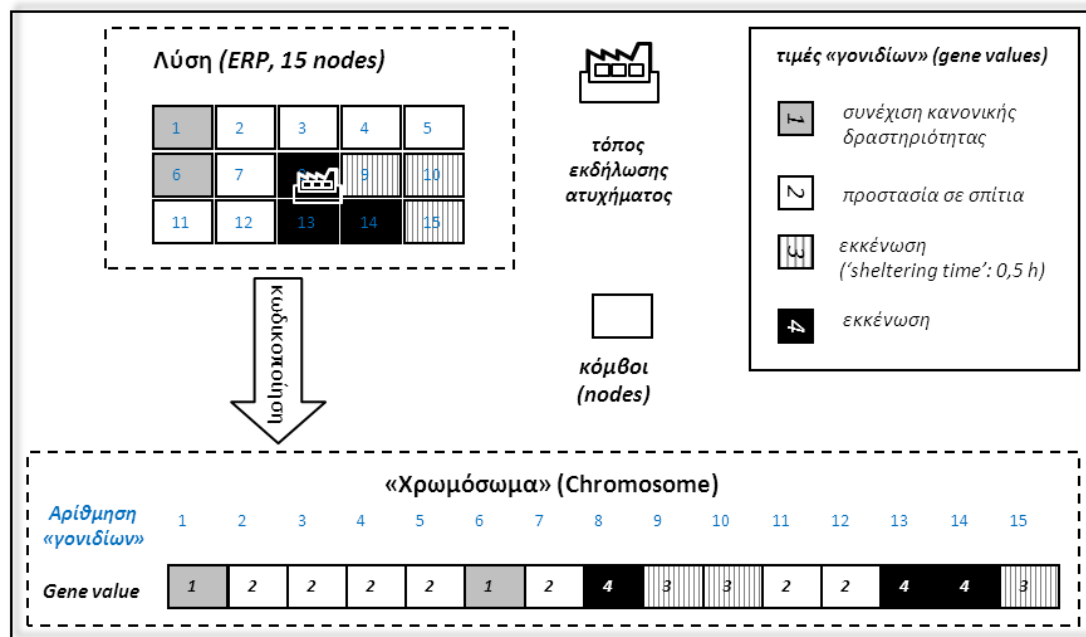 Λύση (ERP, 15 nodes)
1 2 3 4 5
6 7 8 9 10
11 12 13 14 15
τόπος
εκδήλωσης
ατυχήματος
κόμβοι
(nodes)
τιμές «γονιδίων» (gene values)
1 συνέχιση κανονικής
δραστηριότητας
2 προστασία σε σπίτια
3 εκκένωση
(‘sheltering time’: 0,5 h)
4 εκκένωση
κωδικοποίηση
«Χρωμόσωμα» (Chromosome)
Αρίθμηση
«γονιδίων»
1 2 3 4 5 6 7 8 9 10 11 12 13 14 15
Gene value 1 2 2 2 2 1 2 4 3 3 2 2 4 4 3